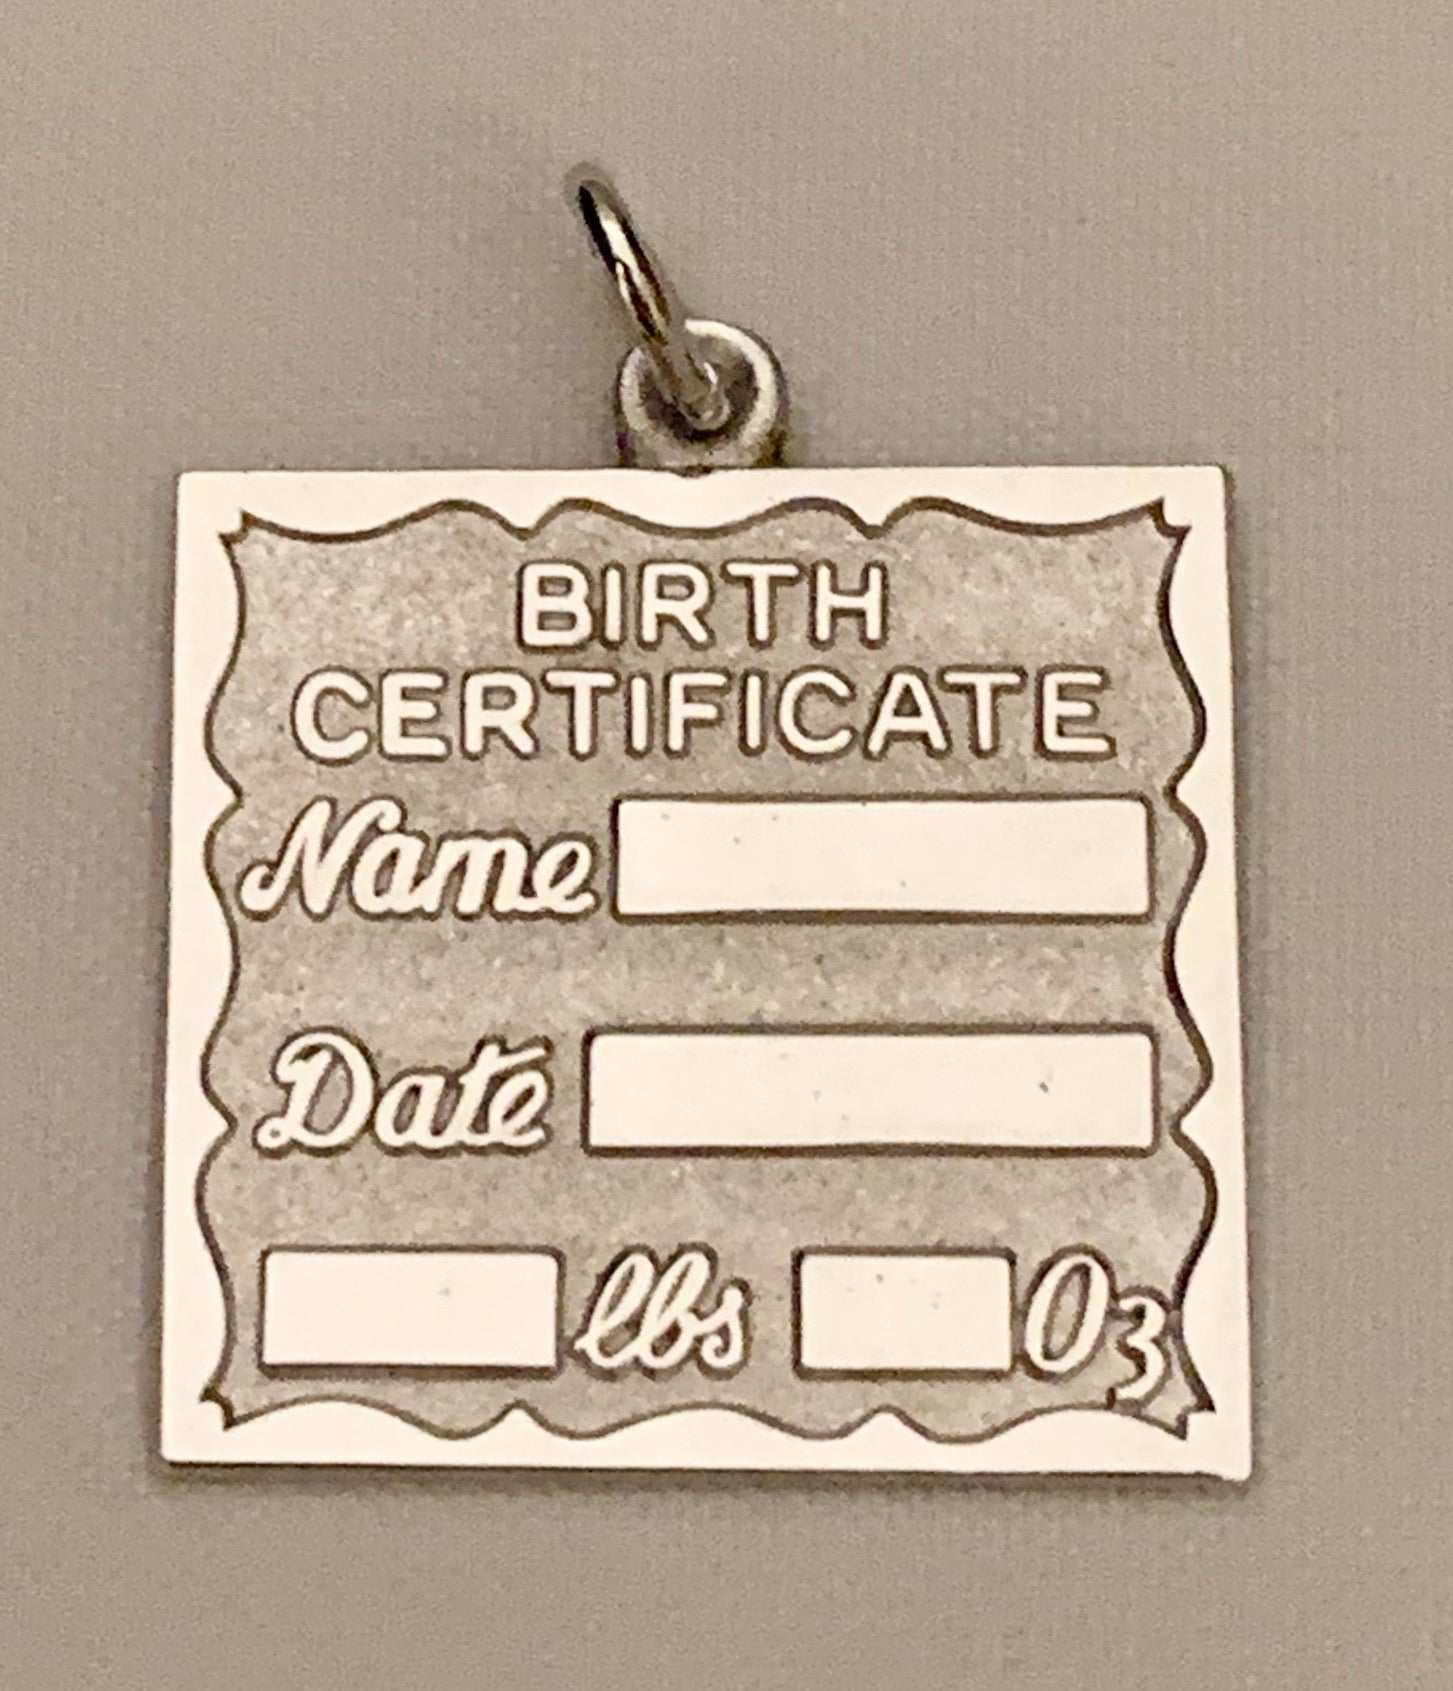 BIRTH
CERTIFICATE
Name
Date
lbs Oz